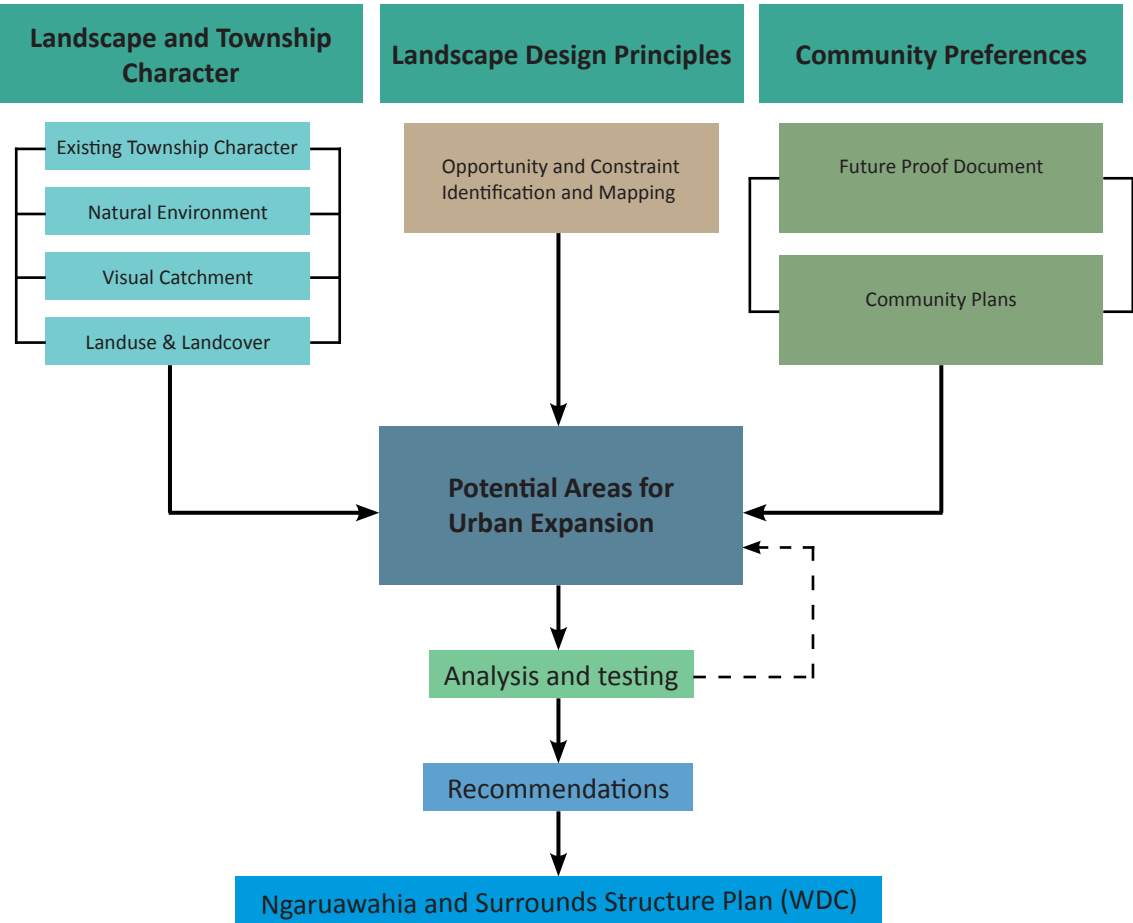 Landscape and Township
Character
Landscape Design Principles
Community Preferences
Existing Township Character
Natural Environment
Visual Catchment
Landuse & Landcover
Opportunity and Constraint
Identification and Mapping
Future Proof Document
Community Plans
Potential Areas for
Urban Expansion
Analysis and testing
Recommendations
Ngaruawahia and Surrounds Structure Plan (WDC)